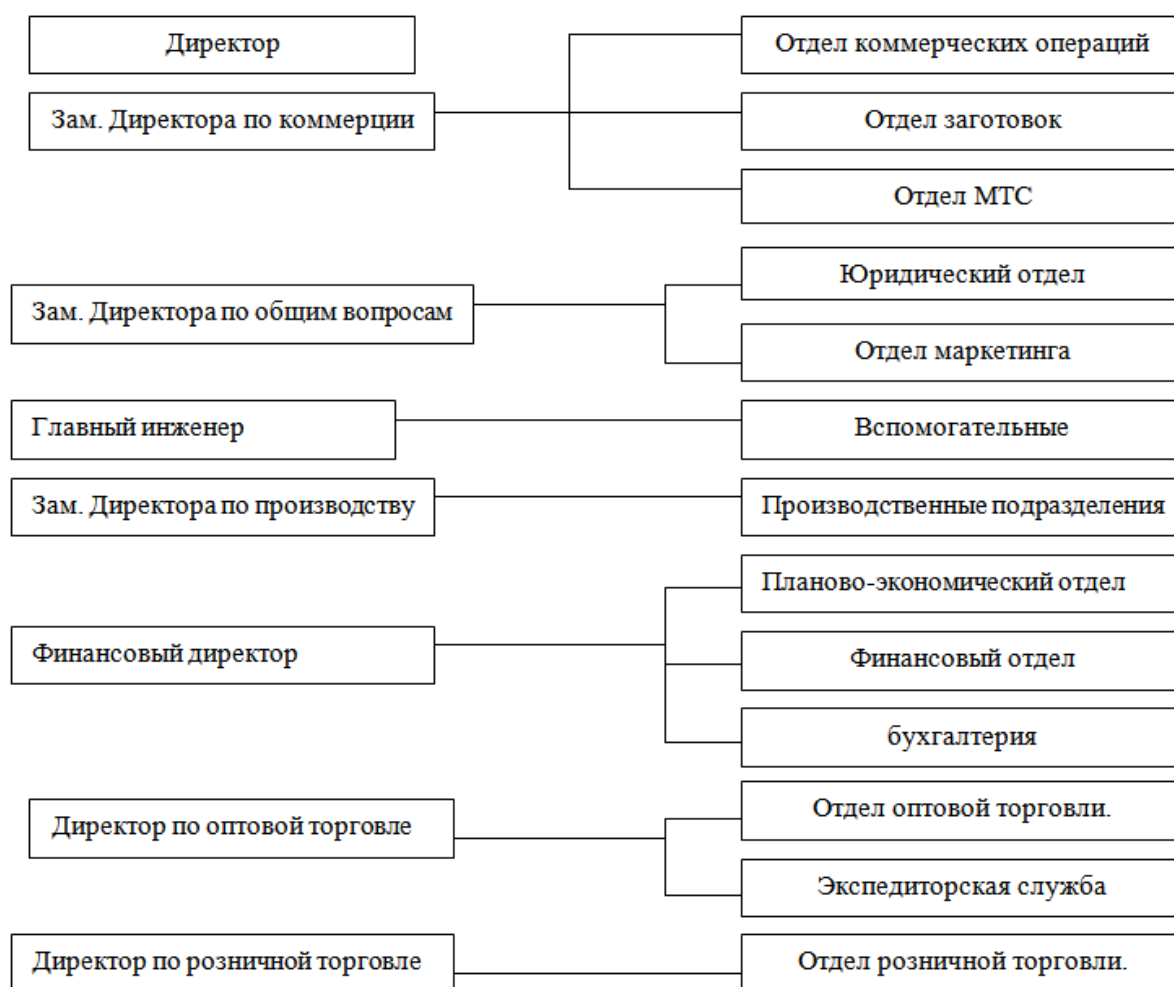 Директор
Отдел коммерческих операций
Зам. Директора по коммерции
Отдел заготовок
Отдел МТС
Юридический отдел
Зам. Директора по общим вопросам
Отдел маркетинга
Главный инженер
Вспомогательные
Зам. Директора по производству
Производственные подразделения
Планово-экономический отдел
Финансовый директор
Финансовый отдел
бухгалтерия
Отдел оптовой торговли.
Директор по оптовой торговле
Экспедиторская служба
Директор по розничной торговле
Отдел розничной торговли.